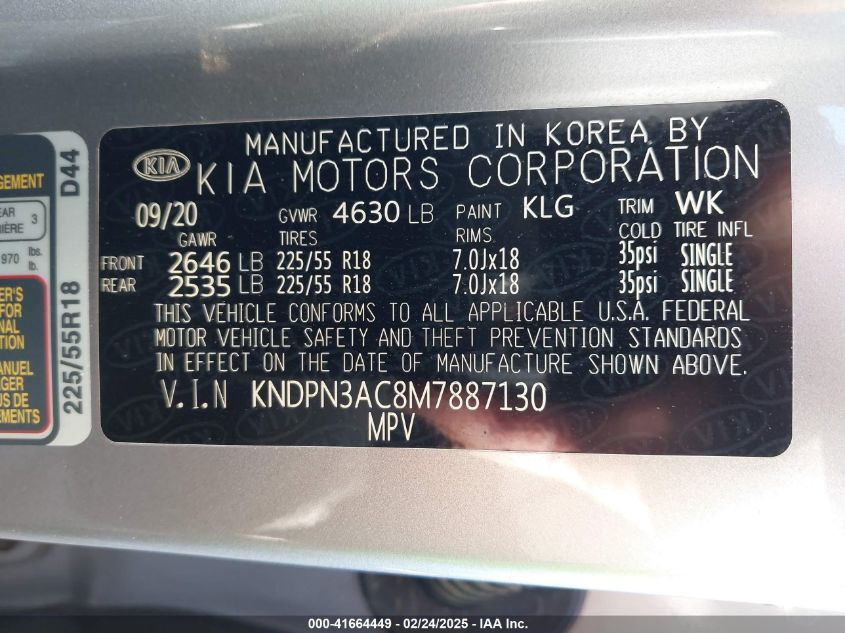 MANUFACTURED IN KOREA BY
KIA KIA MOTORS CORPORATION
09/20 GVWR 4630 LB PAINT KLG TRIM WK
GAWR TIRES RIMS COLD TIRE INFL
FRONT 2646 LB 225/55 R18 7.0Jx18 35psi SINGLE
REAR 2535 LB 225/55 R18 7.0Jx18 35psi SINGLE
THIS VEHICLE CONFORMS TO ALL APPLICABLE U.S.A. FEDERAL
MOTOR VEHICLE SAFETY AND THEFT PREVENTION STANDARDS
IN EFFECT ON THE DATE OF MANUFACTURE SHOWN ABOVE.
V.I.N KNDPN3AC8M7887130
MPV
D44
225/55R18
3
970 lbs.
lb.
000-41664449 - 02/24/2025 - IAA Inc.